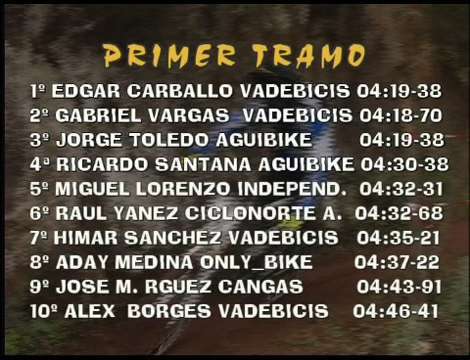 PRIMER TRAMO
1º EDGAR CARBALLO VADEBICIS 04:19-38
2º GABRIEL VARGAS VADEBICIS 04:18-70
3º JORGE TOLEDO AGUIBIKE 04:19-38
4ª RICARDO SANTANA AGUIBIKE 04:30-38
5º MIGUEL LORENZO INDEPEND. 04:32-31
6º RAUL YANEZ CICLONORTE A. 04:32-68
7º HIMAR SANCHEZ VADEBICIS 04:35-21
8º ADAY MEDINA ONLY_BIKE 04:37-22
9º JOSE M. RGUEZ CANGAS 04:43-91
10º ALEX BORGES VADEBICIS 04:46-41